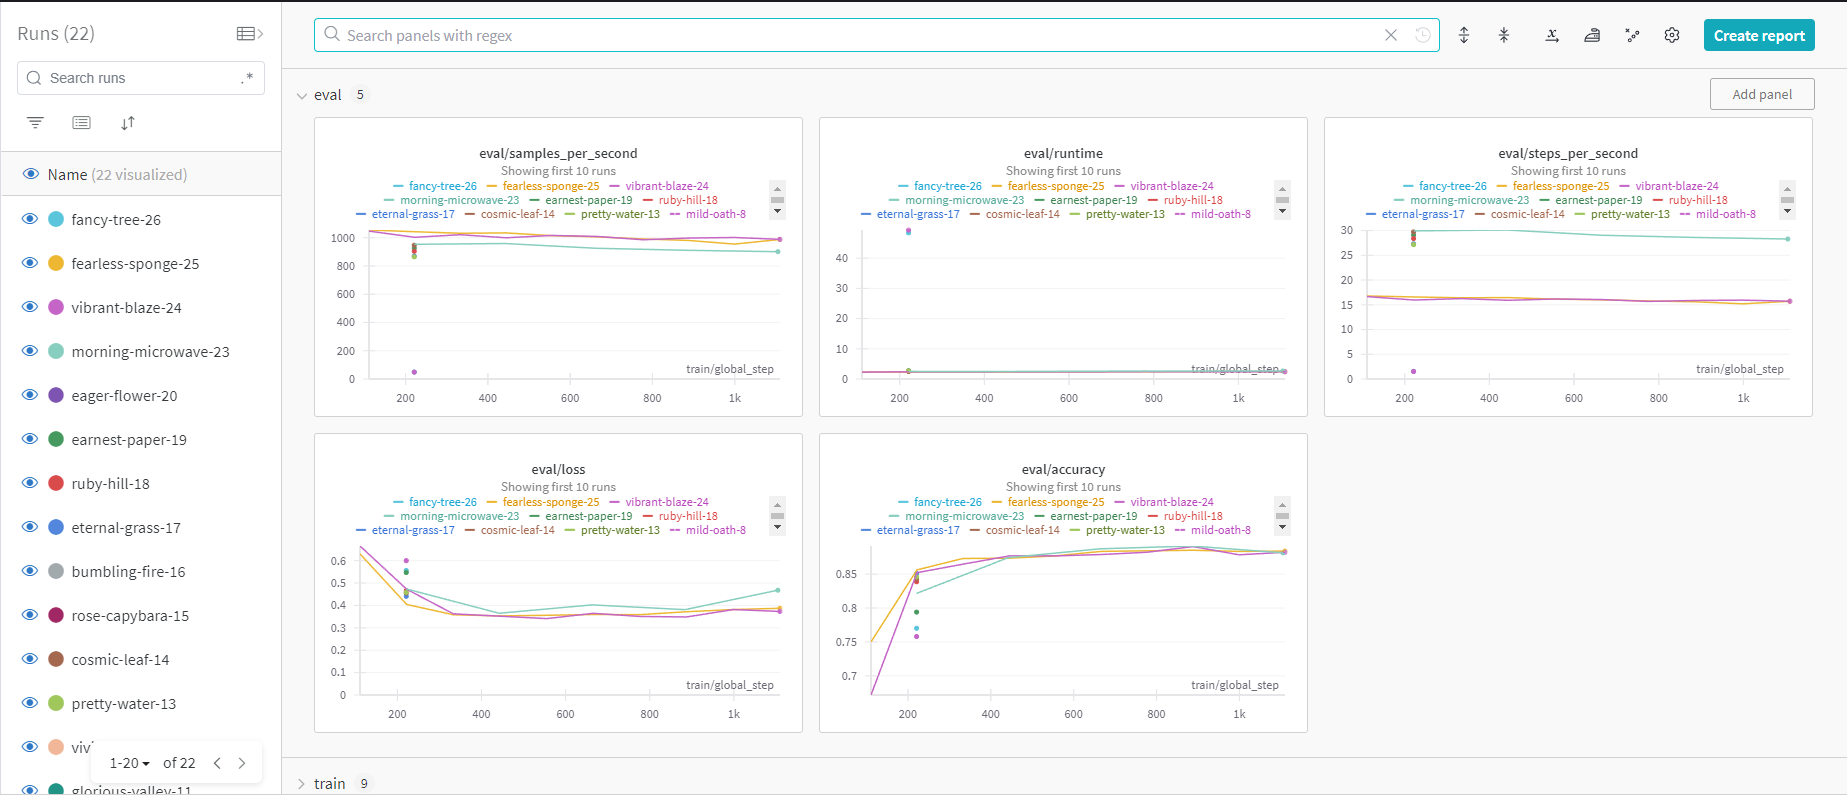 Runs (22)
Search panels with regex
Create report
Search runs
.*
Name (22 visualized)
fancy-tree-26
fearless-sponge-25
vibrant-blaze-24
morning-microwave-23
eager-flower-20
earnest-paper-19
ruby-hill-18
eternal-grass-17
bumbling-fire-16
rose-capybara-15
cosmic-leaf-14
pretty-water-13
vivi
glorious-valley-11
1-20 of 22
eval 5
Add panel
eval/samples_per_second
Showing first 10 runs
fancy-tree-26 fearless-sponge-25 vibrant-blaze-24
morning-microwave-23 earnest-paper-19 ruby-hill-18
eternal-grass-17 cosmic-leaf-14 pretty-water-13 mild-oath-8
1000
800
600
400
200
0
train/global_step
200 400 600 800 1k
eval/runtime
Showing first 10 runs
fancy-tree-26 fearless-sponge-25 vibrant-blaze-24
morning-microwave-23 earnest-paper-19 ruby-hill-18
eternal-grass-17 cosmic-leaf-14 pretty-water-13 mild-oath-8
40
30
20
10
0
train/global_step
200 400 600 800 1k
eval/steps_per_second
Showing first 10 runs
fancy-tree-26 fearless-sponge-25 vibrant-blaze-24
morning-microwave-23 earnest-paper-19 ruby-hill-18
eternal-grass-17 cosmic-leaf-14 pretty-water-13 mild-oath-8
30
25
20
15
10
5
0
train/global_step
200 400 600 800 1k
eval/loss
Showing first 10 runs
fancy-tree-26 fearless-sponge-25 vibrant-blaze-24
morning-microwave-23 earnest-paper-19 ruby-hill-18
eternal-grass-17 cosmic-leaf-14 pretty-water-13 mild-oath-8
0.6
0.5
0.4
0.3
0.2
0.1
0
train/global_step
200 400 600 800 1k
eval/accuracy
Showing first 10 runs
fancy-tree-26 fearless-sponge-25 vibrant-blaze-24
morning-microwave-23 earnest-paper-19 ruby-hill-18
eternal-grass-17 cosmic-leaf-14 pretty-water-13 mild-oath-8
0.85
0.8
0.75
0.7
train/global_step
200 400 600 800 1k
train 9